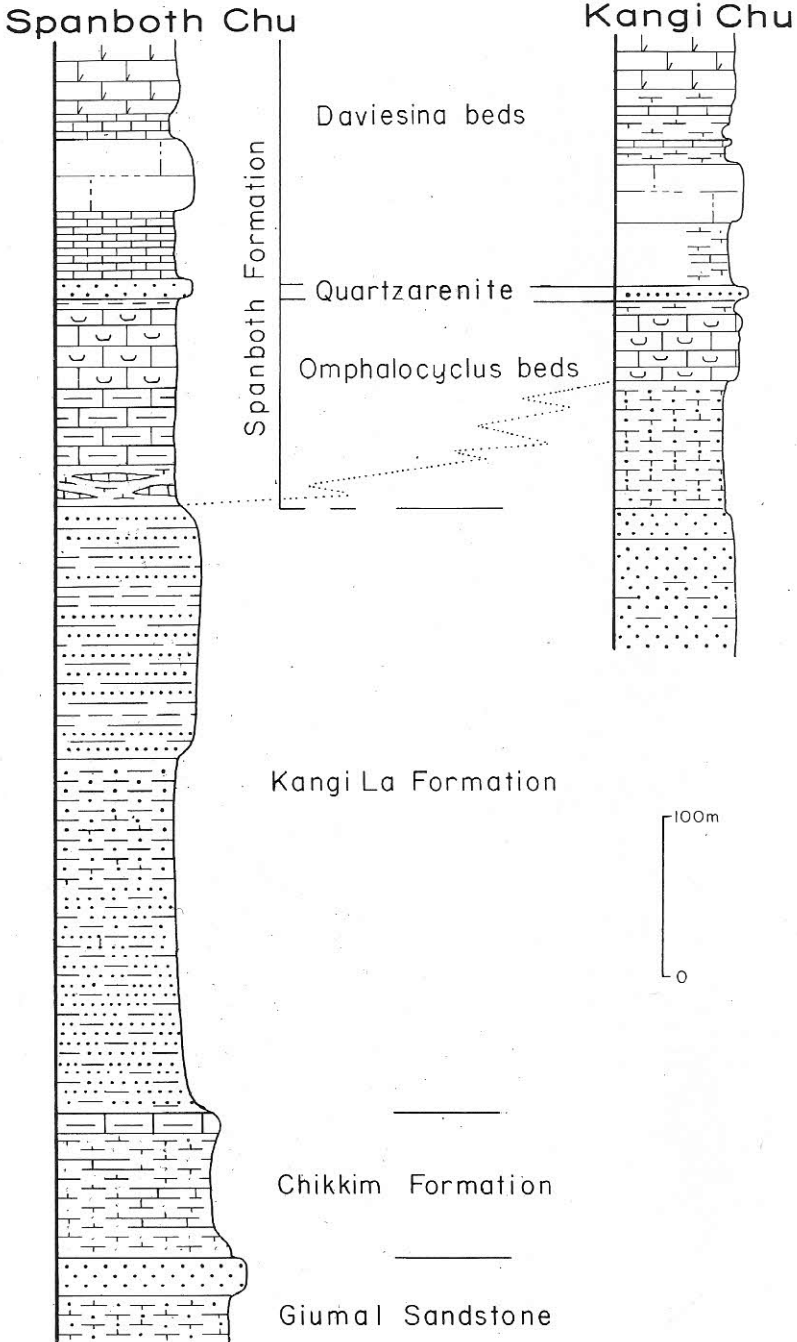 Spanboth Chu
Kangi Chu
Daviesina beds
Spanboth Formation
Quartzarenite
Omphalocyclus beds
Kangi La Formation
100m
0
Chikkim Formation
Giumal Sandstone